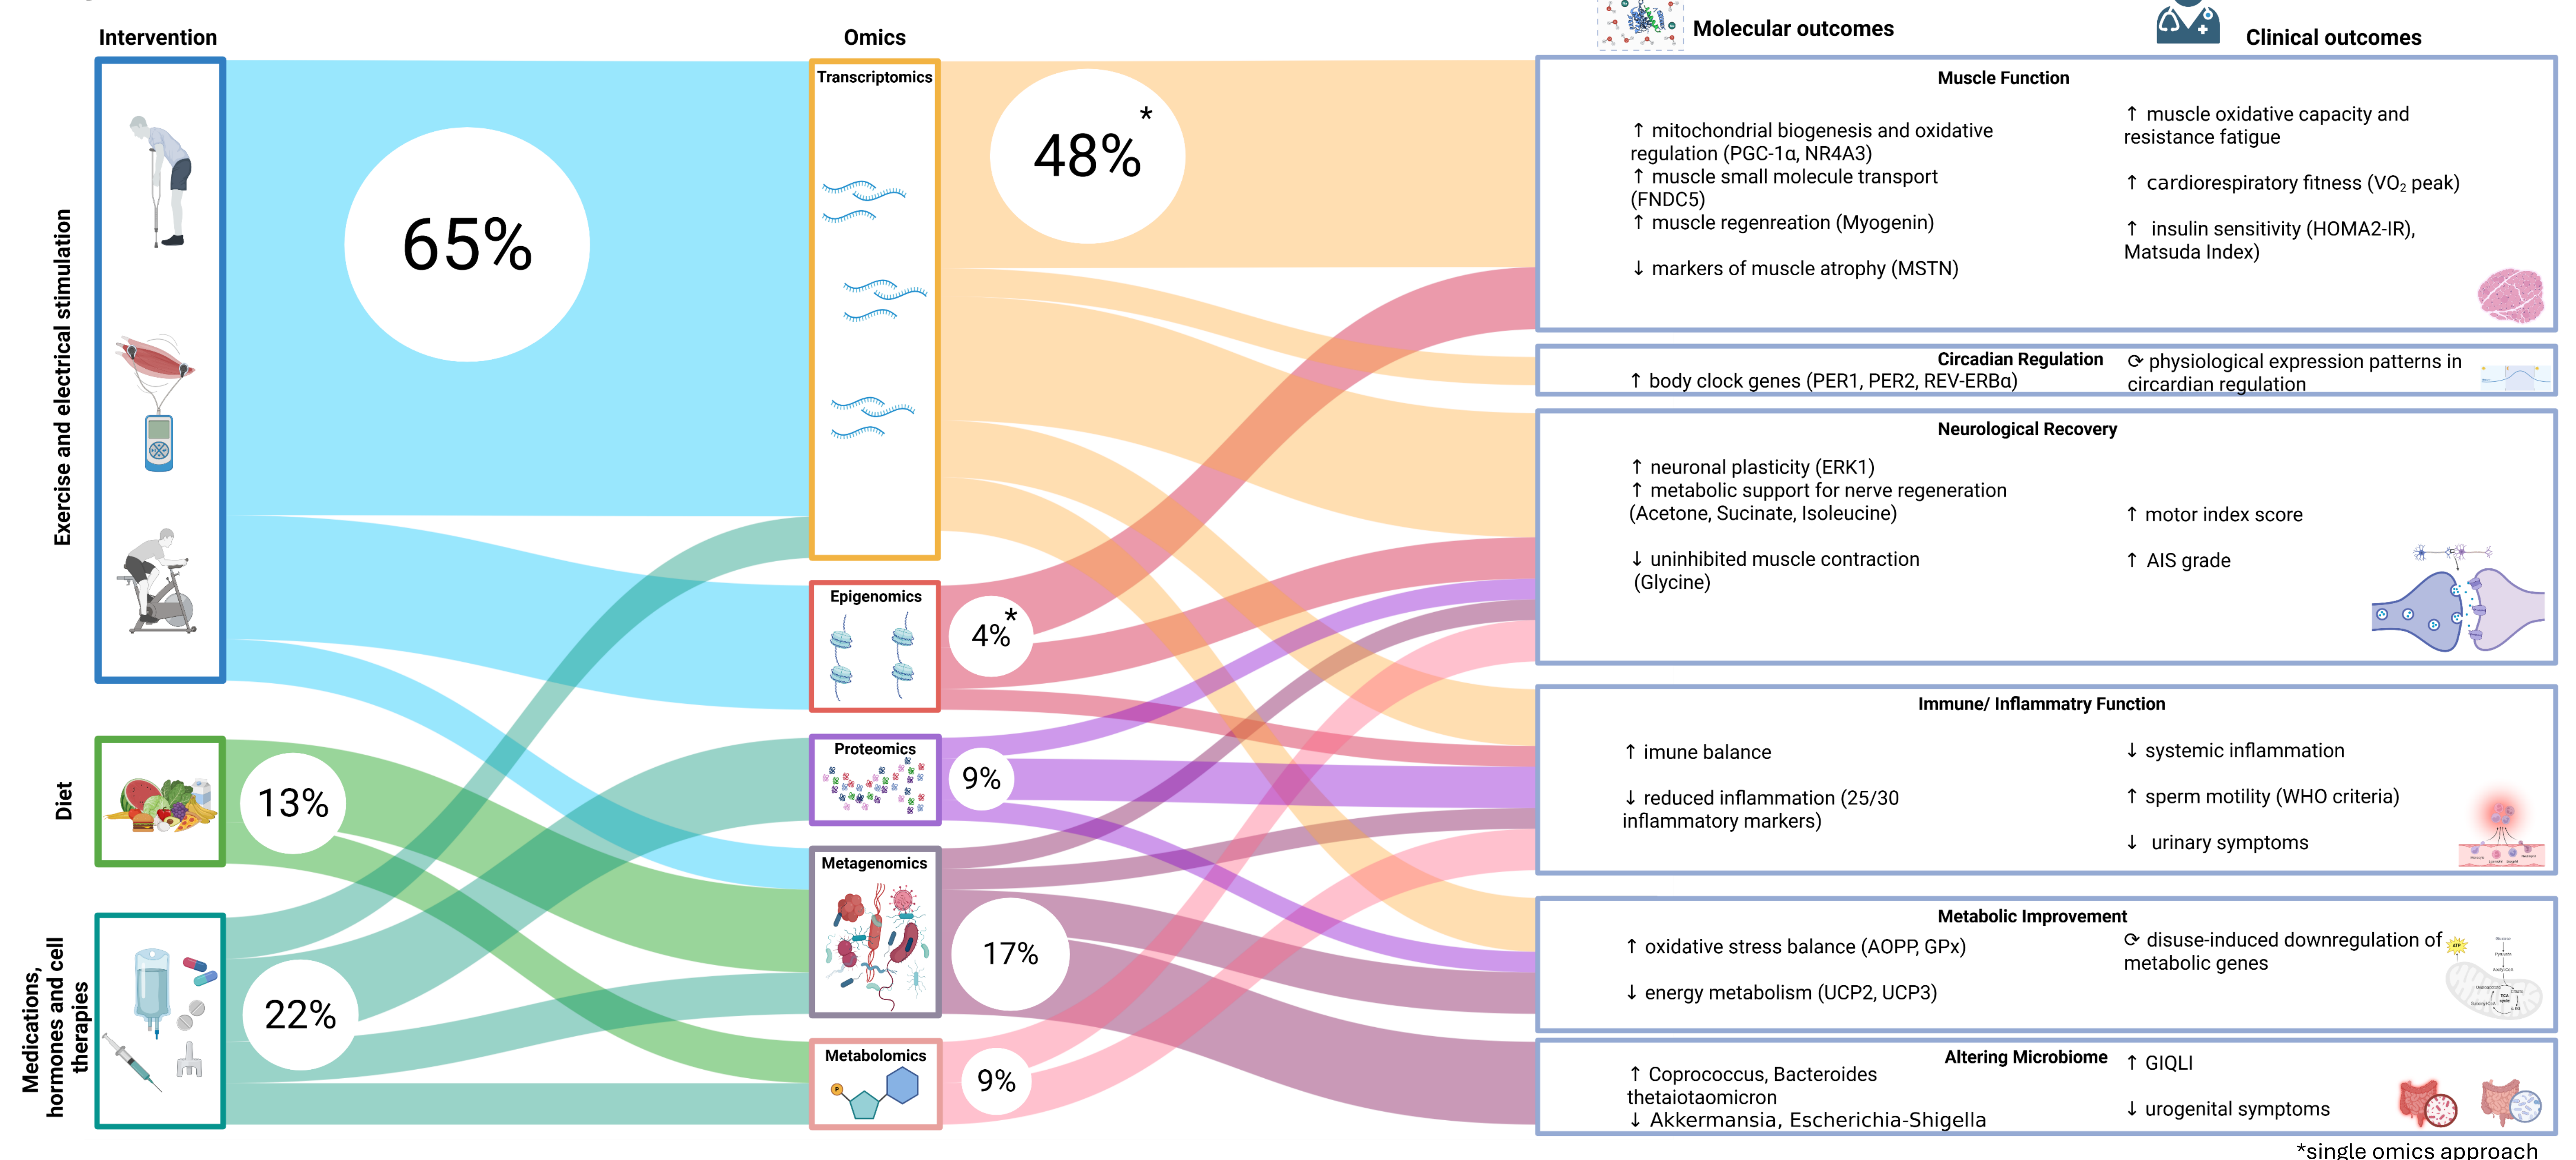 Intervention
Omics
Molecular outcomes
Clinical outcomes
Exercise and electrical stimulation
Diet
Medications,
hormones and cell
therapies
65%
13%
22%
Transcriptomics
Epigenomics
Proteomics
Metagenomics
Metabolomics
P
48%
*
4%
*
9%
17%
9%
Muscle Function
↑ mitochondrial biogenesis and oxidative
regulation (PGC-1α, NR4A3)
↑ muscle small molecule transport
(FNDC5)
↑ muscle regenreation (Myogenin)
↓ markers of muscle atrophy (MSTN)
↑ muscle oxidative capacity and
resistance fatigue
↑ cardiorespiratory fitness (VO₂ peak)
↑ insulin sensitivity (HOMA2-IR),
Matsuda Index)
Circadian Regulation
↑ body clock genes (PER1, PER2, REV-ERBα)
⟳ physiological expression patterns in
circardian regulation
Neurological Recovery
↑ neuronal plasticity (ERK1)
↑ metabolic support for nerve regeneration
(Acetone, Sucinate, Isoleucine)
↓ uninhibited muscle contraction
(Glycine)
↑ motor index score
↑ AIS grade
Immune/ Inflammatry Function
↑ imune balance
↓ reduced inflammation (25/30
inflammatory markers)
↓ systemic inflammation
↑ sperm motility (WHO criteria)
↓ urinary symptoms
Metabolic Improvement
↑ oxidative stress balance (AOPP, GPx)
↓ energy metabolism (UCP2, UCP3)
⟳ disuse-induced downregulation of
metabolic genes
ATP
TCA
cycle
Altering Microbiome
↑ Coprococcus, Bacteroides
thetaiotaomicron
↓ Akkermansia, Escherichia-Shigella
↑ GIQLI
↓ urogenital symptoms
*single omics approach